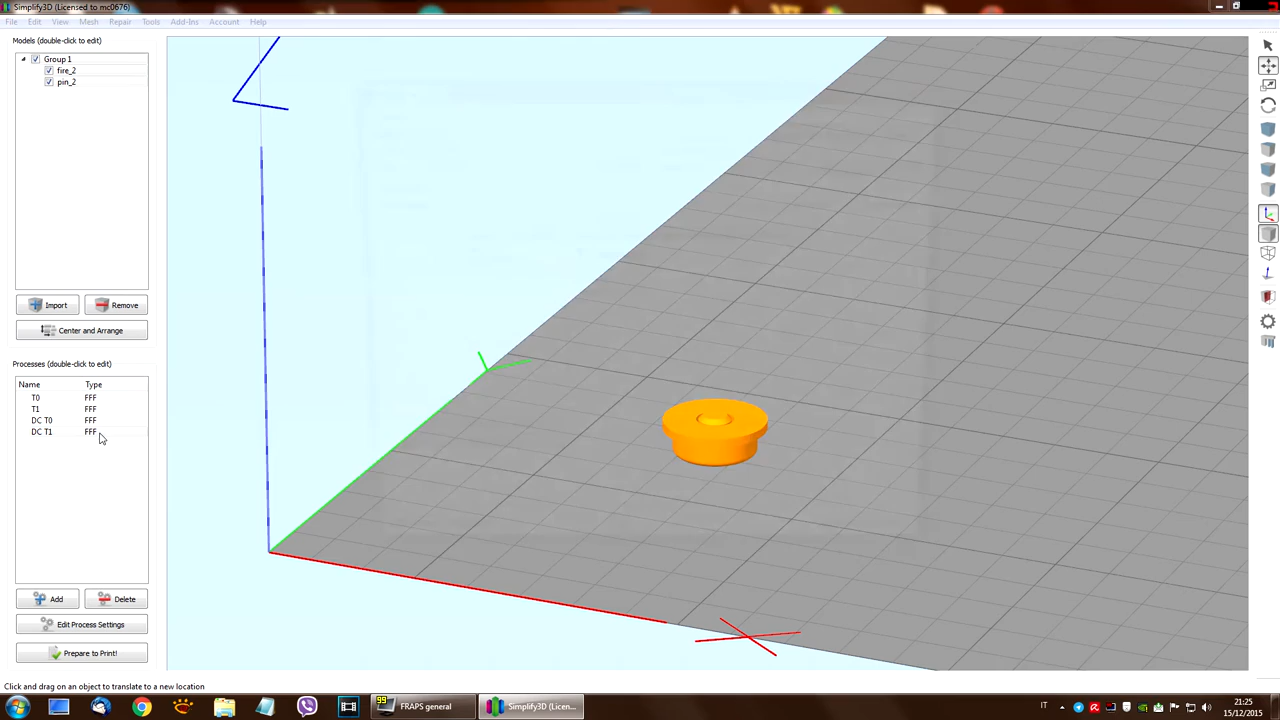 Simplify3D (Licensed to mc0676)
File Edit View Mesh Repair Tools Add-Ins Account Help
Models (double-click to edit)
Group 1
fire_2
pin_2
Import Remove
Center and Arrange
Processes (double-click to edit)
Name Type
T0 FFF
T1 FFF
DC T0 FFF
DC T1 FFF
Add Delete
Edit Process Settings
Prepare to Print!
Click and drag on an object to translate to a new location
99 FRAPS general
Simplify3D (Licen...
IT
21:25
15/12/2015